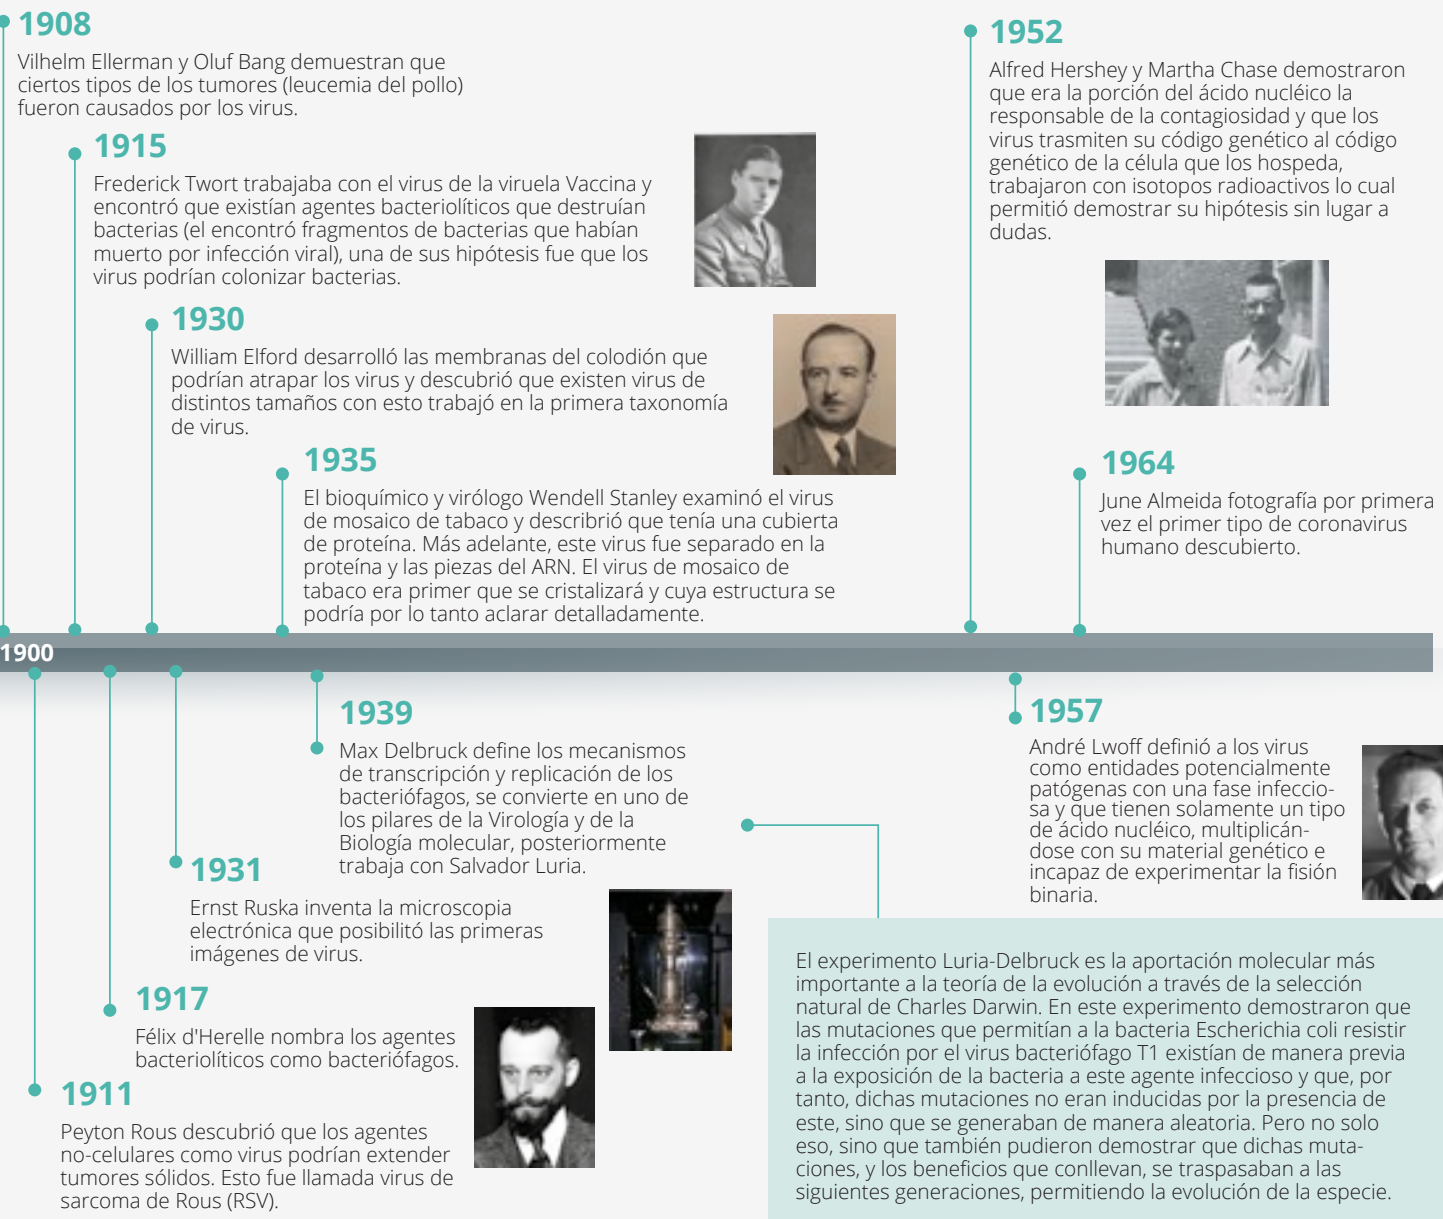 1908
Vilhelm Ellerman y Oluf Bang demuestran que
ciertos tipos de los tumores (leucemia del pollo)
fueron causados por los virus.
1915
Frederick Twort trabajaba con el virus de la viruela Vaccina y
encontró que existían agentes bacteriolíticos que destruían
bacterias (el encontró fragmentos de bacterias que habían
muerto por infección viral), una de sus hipótesis fue que los
virus podrían colonizar bacterias.
1930
William Elford desarrolló las membranas del colodión que
podrían atrapar los virus y descubrió que existen virus de
distintos tamaños con esto trabajó en la primera taxonomía
de virus.
1935
El bioquímico y virólogo Wendell Stanley examinó el virus
de mosaico de tabaco y describrió que tenía una cubierta
de proteína. Más adelante, este virus fue separado en la
proteína y las piezas del ARN. El virus de mosaico de
tabaco era primer que se cristalizará y cuya estructura se
podría por lo tanto aclarar detalladamente.
1952
Alfred Hershey y Martha Chase demostraron
que era la porción del ácido nucléico la
responsable de la contagiosidad y que los
virus trasmiten su código genético al código
genético de la célula que los hospeda,
trabajaron con isotopos radioactivos lo cual
permitió demostrar su hipótesis sin lugar a
dudas.
1964
June Almeida fotografía por primera
vez el primer tipo de coronavirus
humano descubierto.
1900
1939
Max Delbruck define los mecanismos
de transcripción y replicación de los
bacteriófagos, se convierte en uno de
los pilares de la Virología y de la
Biología molecular, posteriormente
trabaja con Salvador Luria.
1931
Ernst Ruska inventa la microscopia
electrónica que posibilitó las primeras
imágenes de virus.
1917
Félix d'Herelle nombra los agentes
bacteriolíticos como bacteriófagos.
1911
Peyton Rous descubrió que los agentes
no-celulares como virus podrían extender
tumores sólidos. Esto fue llamada virus de
sarcoma de Rous (RSV).
1957
André Lwoff definió a los virus
como entidades potencialmente
patógenas con una fase infeccio-
sa y que tienen solamente un tipo
de ácido nucléico, multiplicán-
dose con su material genético e
incapaz de experimentar la fisión
binaria.
El experimento Luria-Delbruck es la aportación molecular más
importante a la teoría de la evolución a través de la selección
natural de Charles Darwin. En este experimento demostraron que
las mutaciones que permitían a la bacteria Escherichia coli resistir
la infección por el virus bacteriófago T1 existían de manera previa
a la exposición de la bacteria a este agente infeccioso y que, por
tanto, dichas mutaciones no eran inducidas por la presencia de
este, sino que se generaban de manera aleatoria. Pero no solo
eso, sino que también pudieron demostrar que dichas muta-
ciones, y los beneficios que conllevan, se traspasaban a las
siguientes generaciones, permitiendo la evolución de la especie.